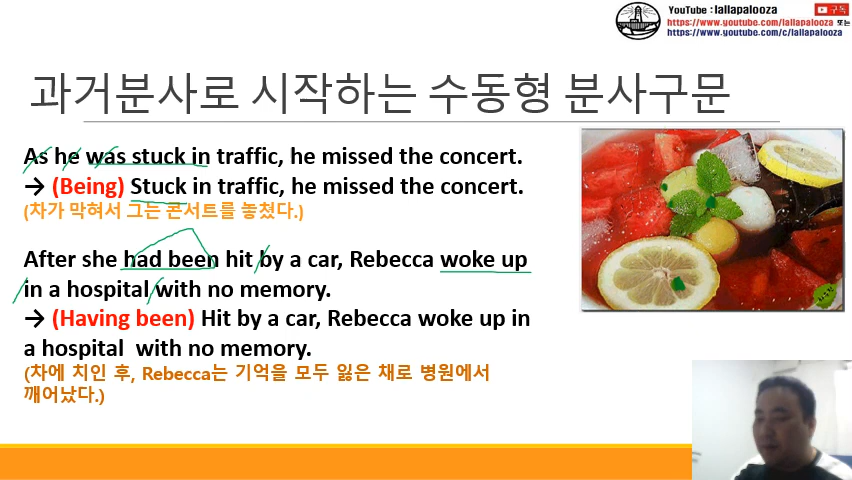 YouTube : lallapalooza
구독
https://www.youtube.com/lallapalooza 또는
https://www.youtube.com/c/lallapalooza
과거분사로 시작하는 수동형 분사구문
As he was stuck in traffic, he missed the concert.
→ (Being) Stuck in traffic, he missed the concert.
(차가 막혀서 그는 콘서트를 놓쳤다.)
After she had been hit by a car, Rebecca woke up
in a hospital with no memory.
→ (Having been) Hit by a car, Rebecca woke up in
a hospital with no memory.
(차에 치인 후, Rebecca는 기억을 모두 잃은 채로 병원에서
깨어났다.)